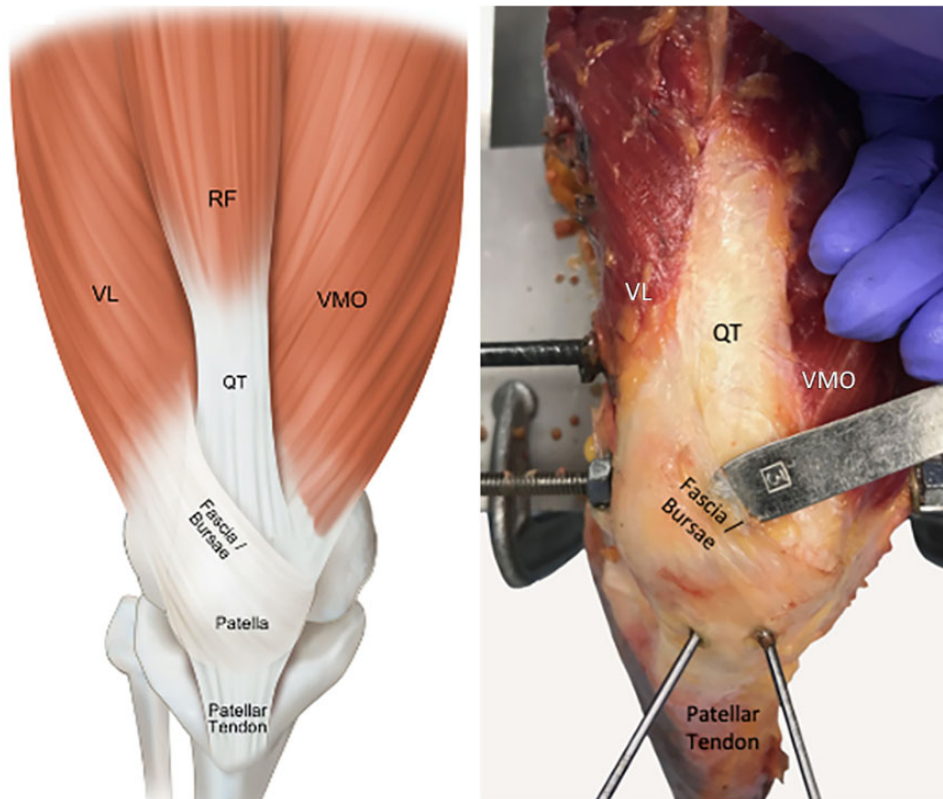 RF
VL
VMO
QT
Fascia /
Bursae
Patella
Patellar
Tendon
VL
QT
VMO
Fascia /
Bursae
Patellar
Tendon